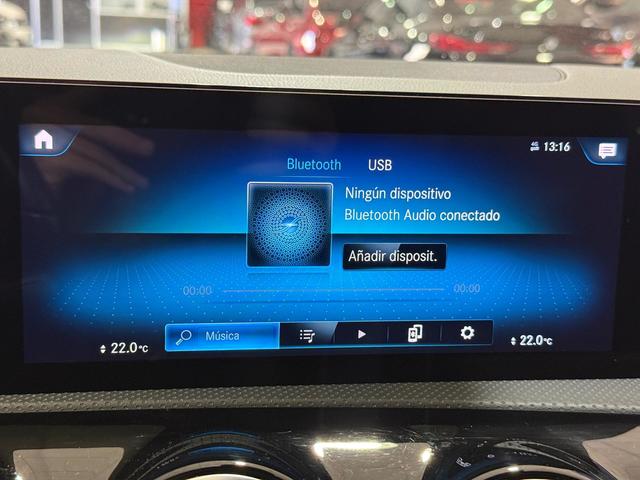 4G 13:16
Bluetooth USB
Ningún dispositivo
Bluetooth Audio conectado
Añadir disposit.
00:00 00:00
22.0°C
Música
22.0°C